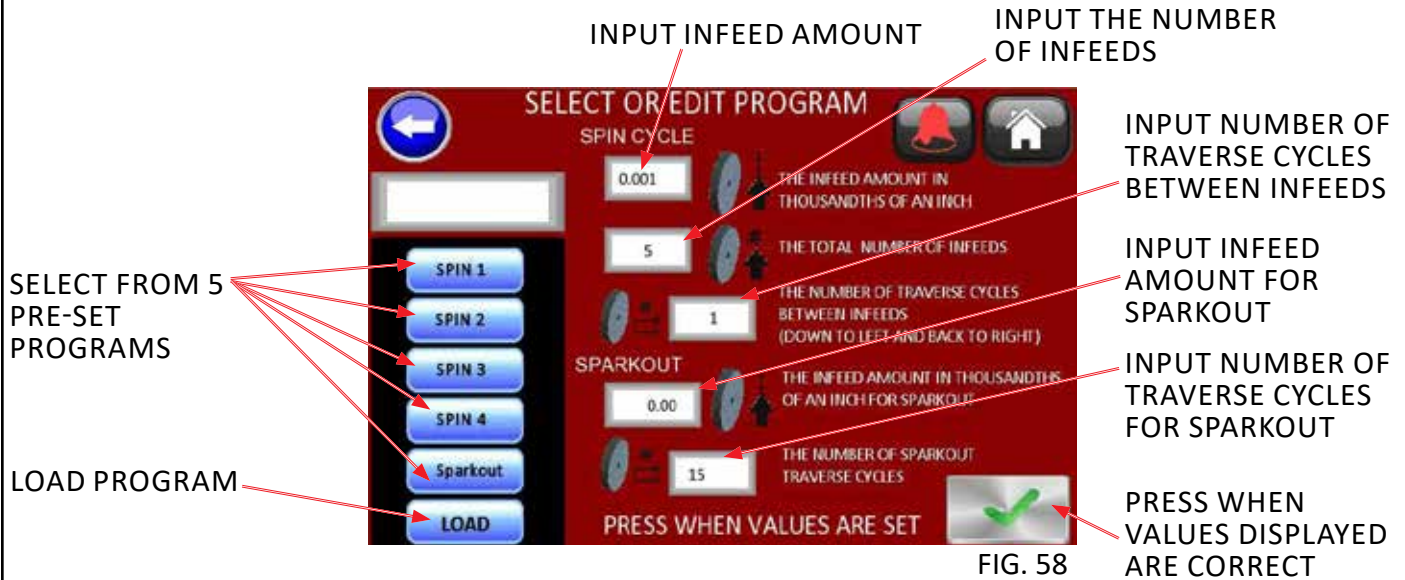 INPUT INFEED AMOUNT
INPUT THE NUMBER
OF INFEEDS
SELECT OR EDIT PROGRAM
SPIN CYCLE
0.001
THE INFEED AMOUNT IN
THOUSANDTHS OF AN INCH
5
THE TOTAL NUMBER OF INFEEDS
1
THE NUMBER OF TRAVERSE CYCLES
BETWEEN INFEEDS
(DOWN TO LEFT AND BACK TO RIGHT)
SPARKOUT
0.00
THE INFEED AMOUNT IN THOUSANDTHS
OF AN INCH FOR SPARKOUT
15
THE NUMBER OF SPARKOUT
TRAVERSE CYCLES
PRESS WHEN VALUES ARE SET
SPIN 1
SPIN 2
SPIN 3
SPIN 4
Sparkout
LOAD
SELECT FROM 5
PRE-SET
PROGRAMS
LOAD PROGRAM
INPUT NUMBER OF
TRAVERSE CYCLES
BETWEEN INFEEDS
INPUT INFEED
AMOUNT FOR
SPARKOUT
INPUT NUMBER OF
TRAVERSE CYCLES
FOR SPARKOUT
PRESS WHEN
VALUES DISPLAYED
ARE CORRECT
FIG. 58